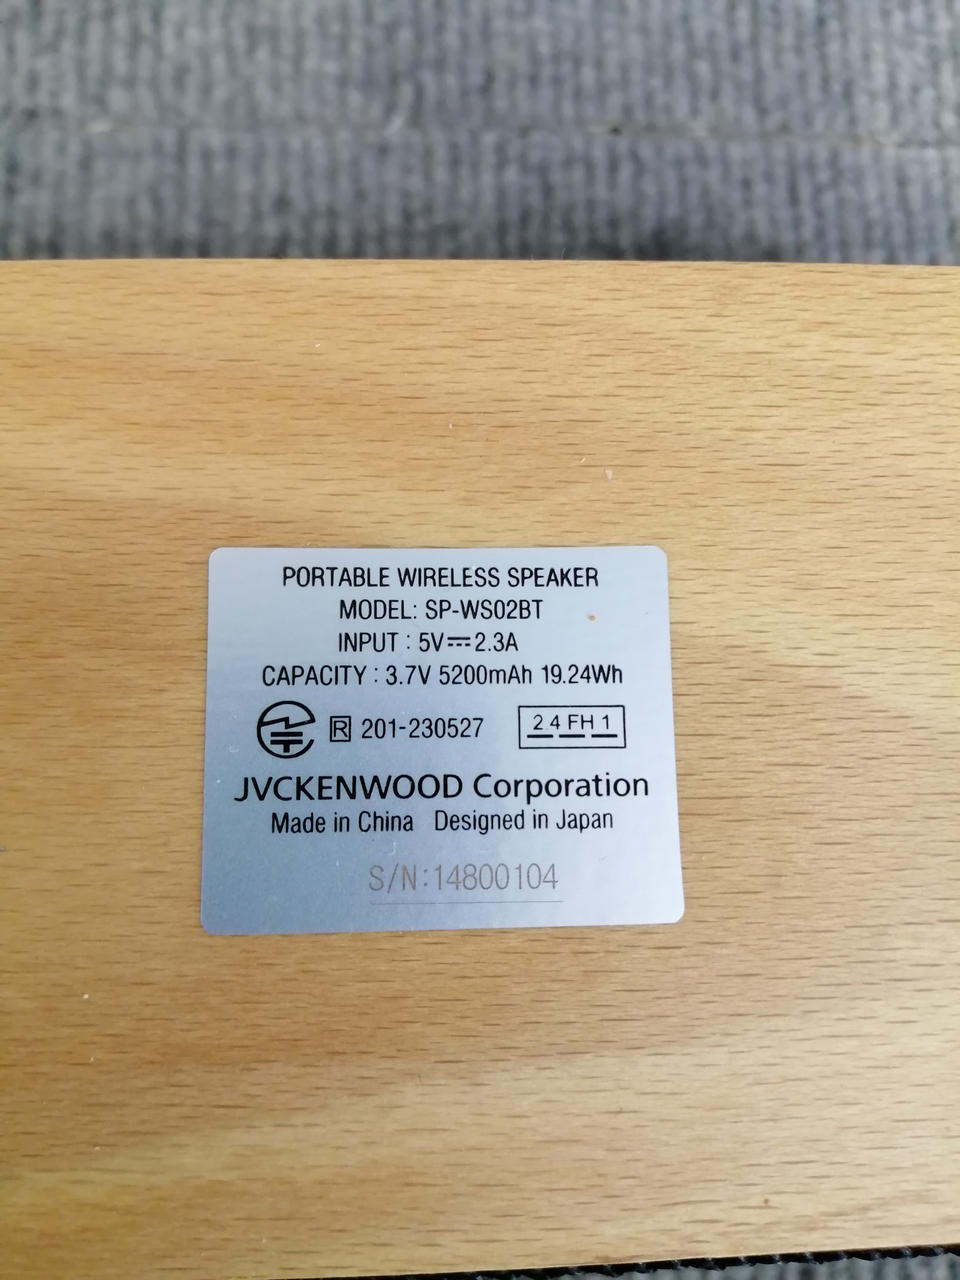 PORTABLE WIRELESS SPEAKER
MODEL: SP-WS02BT
INPUT : 5V⎓2.3A
CAPACITY : 3.7V 5200mAh 19.24Wh
R 201-230527 2.4 FH 1
JVCKENWOOD Corporation
Made in China Designed in Japan
S/N:14800104